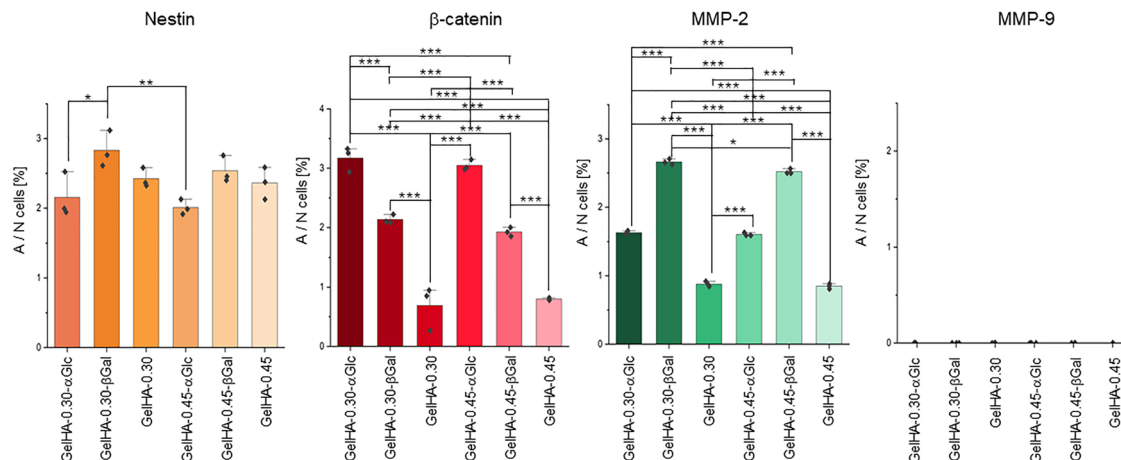 Nestin
β-catenin
MMP-2
MMP-9
A / N cells [%]
3
2
1
0
*
**
GelHA-0.30-αGlc
GelHA-0.30-βGal
GelHA-0.30
GelHA-0.45-αGlc
GelHA-0.45-βGal
GelHA-0.45
A / N cells [%]
4
3
2
1
0
***
***
***
***
***
***
***
***
***
***
***
***
GelHA-0.30-αGlc
GelHA-0.30-βGal
GelHA-0.30
GelHA-0.45-αGlc
GelHA-0.45-βGal
GelHA-0.45
A / N cells [%]
3
2
1
0
***
***
***
***
***
***
***
***
***
***
***
*
***
GelHA-0.30-αGlc
GelHA-0.30-βGal
GelHA-0.30
GelHA-0.45-αGlc
GelHA-0.45-βGal
GelHA-0.45
A / N cells [%]
2
2
1
0
GelHA-0.30-αGlc
GelHA-0.30-βGal
GelHA-0.30
GelHA-0.45-αGlc
GelHA-0.45-βGal
GelHA-0.45